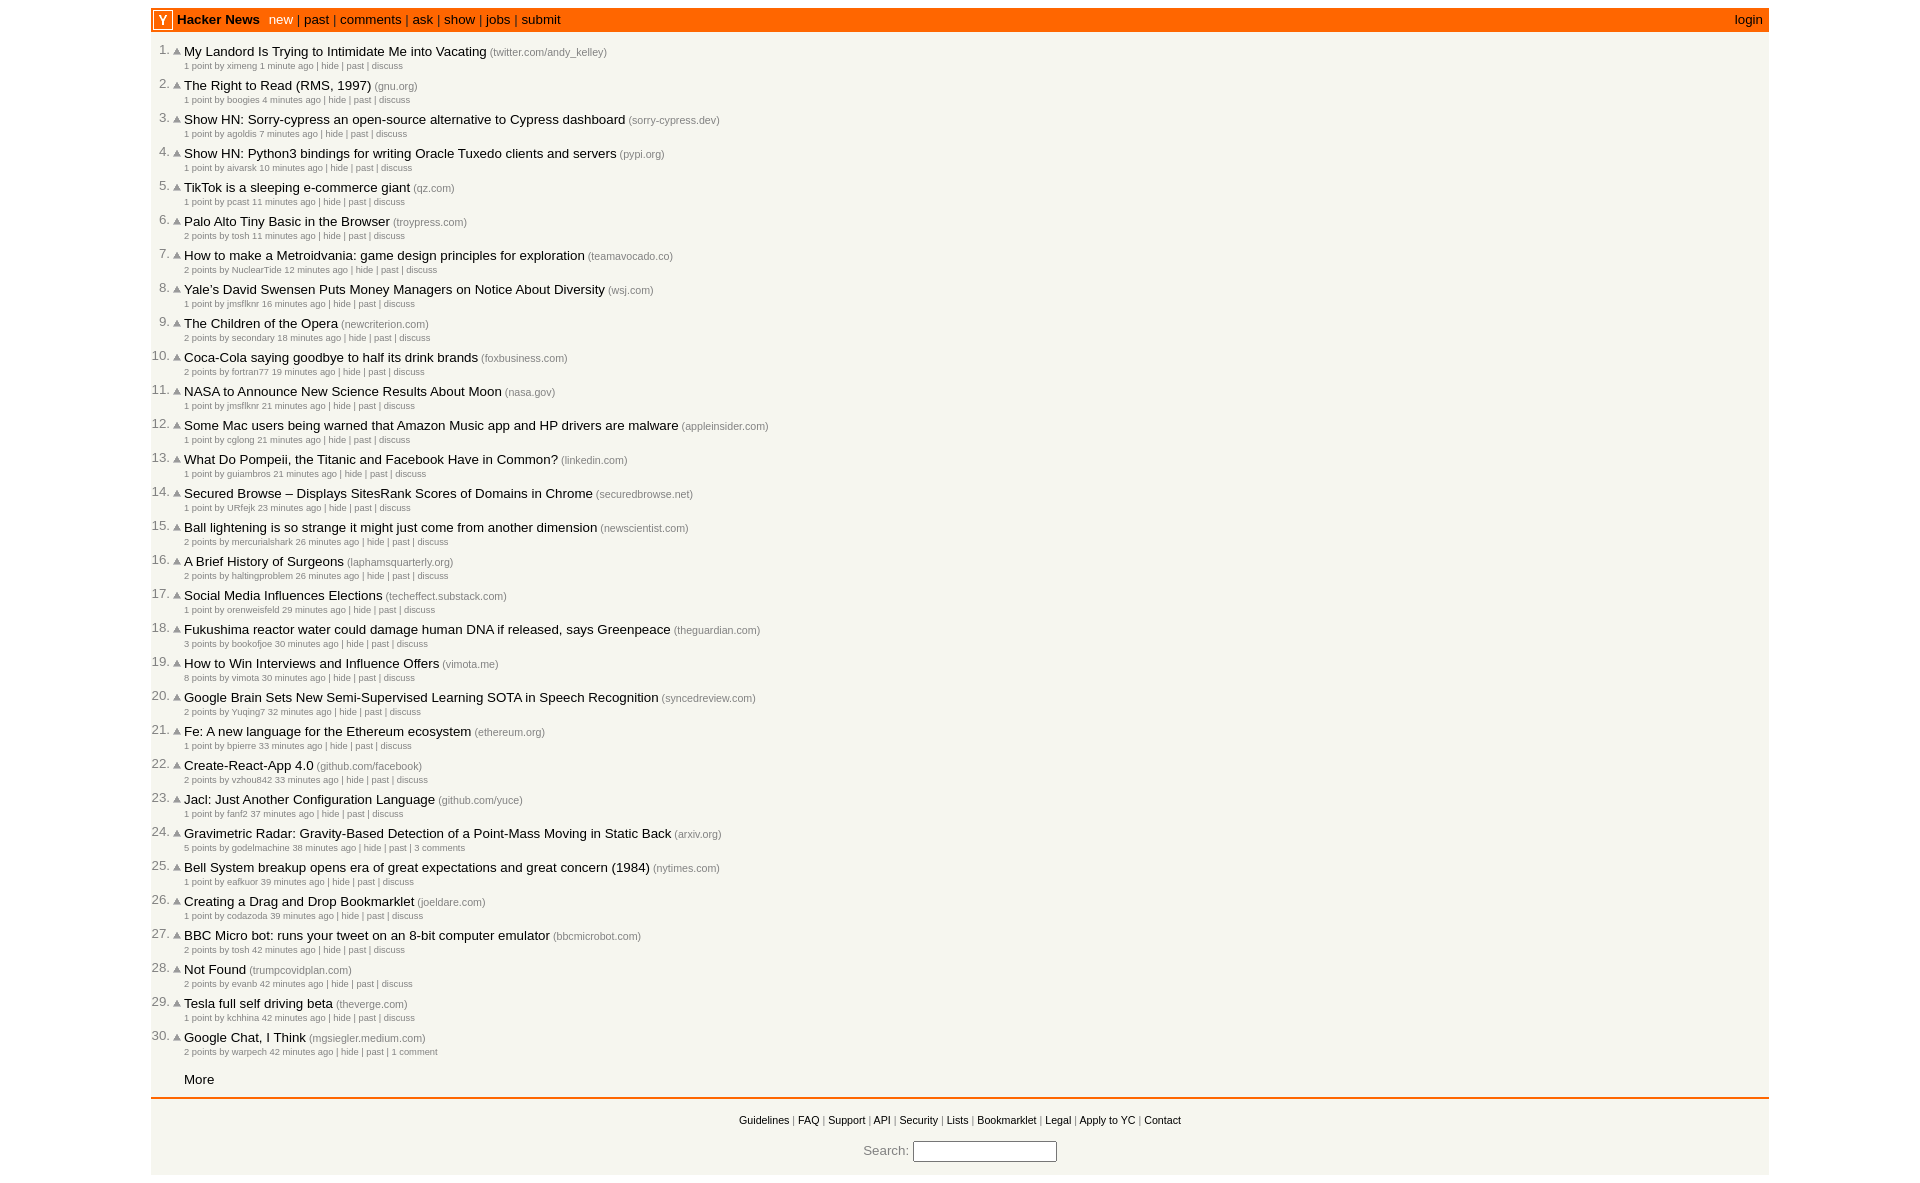 Y Hacker News new | past | comments | ask | show | jobs | submit login
1. My Landord Is Trying to Intimidate Me into Vacating (twitter.com/andy_kelley)
1 point by ximeng 1 minute ago | hide | past | discuss
2. The Right to Read (RMS, 1997) (gnu.org)
1 point by boogies 4 minutes ago | hide | past | discuss
3. Show HN: Sorry-cypress an open-source alternative to Cypress dashboard (sorry-cypress.dev)
1 point by agoldis 7 minutes ago | hide | past | discuss
4. Show HN: Python3 bindings for writing Oracle Tuxedo clients and servers (pypi.org)
1 point by aivarsk 10 minutes ago | hide | past | discuss
5. TikTok is a sleeping e-commerce giant (qz.com)
1 point by pcast 11 minutes ago | hide | past | discuss
6. Palo Alto Tiny Basic in the Browser (troypress.com)
2 points by tosh 11 minutes ago | hide | past | discuss
7. How to make a Metroidvania: game design principles for exploration (teamavocado.co)
2 points by NuclearTide 12 minutes ago | hide | past | discuss
8. Yale’s David Swensen Puts Money Managers on Notice About Diversity (wsj.com)
1 point by jmsflknr 16 minutes ago | hide | past | discuss
9. The Children of the Opera (newcriterion.com)
2 points by secondary 18 minutes ago | hide | past | discuss
10. Coca-Cola saying goodbye to half its drink brands (foxbusiness.com)
2 points by fortran77 19 minutes ago | hide | past | discuss
11. NASA to Announce New Science Results About Moon (nasa.gov)
1 point by jmsflknr 21 minutes ago | hide | past | discuss
12. Some Mac users being warned that Amazon Music app and HP drivers are malware (appleinsider.com)
1 point by cglong 21 minutes ago | hide | past | discuss
13. What Do Pompeii, the Titanic and Facebook Have in Common? (linkedin.com)
1 point by guiambros 21 minutes ago | hide | past | discuss
14. Secured Browse – Displays SitesRank Scores of Domains in Chrome (securedbrowse.net)
1 point by URfejk 23 minutes ago | hide | past | discuss
15. Ball lightening is so strange it might just come from another dimension (newscientist.com)
2 points by mercurialshark 26 minutes ago | hide | past | discuss
16. A Brief History of Surgeons (laphamsquarterly.org)
2 points by haltingproblem 26 minutes ago | hide | past | discuss
17. Social Media Influences Elections (techeffect.substack.com)
1 point by orenweisfeld 29 minutes ago | hide | past | discuss
18. Fukushima reactor water could damage human DNA if released, says Greenpeace (theguardian.com)
3 points by bookofjoe 30 minutes ago | hide | past | discuss
19. How to Win Interviews and Influence Offers (vimota.me)
8 points by vimota 30 minutes ago | hide | past | discuss
20. Google Brain Sets New Semi-Supervised Learning SOTA in Speech Recognition (syncedreview.com)
2 points by Yuqing7 32 minutes ago | hide | past | discuss
21. Fe: A new language for the Ethereum ecosystem (ethereum.org)
1 point by bpierre 33 minutes ago | hide | past | discuss
22. Create-React-App 4.0 (github.com/facebook)
2 points by vzhou842 33 minutes ago | hide | past | discuss
23. Jacl: Just Another Configuration Language (github.com/yuce)
1 point by fanf2 37 minutes ago | hide | past | discuss
24. Gravimetric Radar: Gravity-Based Detection of a Point-Mass Moving in Static Back (arxiv.org)
5 points by godelmachine 38 minutes ago | hide | past | 3 comments
25. Bell System breakup opens era of great expectations and great concern (1984) (nytimes.com)
1 point by eafkuor 39 minutes ago | hide | past | discuss
26. Creating a Drag and Drop Bookmarklet (joeldare.com)
1 point by codazoda 39 minutes ago | hide | past | discuss
27. BBC Micro bot: runs your tweet on an 8-bit computer emulator (bbcmicrobot.com)
2 points by tosh 42 minutes ago | hide | past | discuss
28. Not Found (trumpcovidplan.com)
2 points by evanb 42 minutes ago | hide | past | discuss
29. Tesla full self driving beta (theverge.com)
1 point by kchhina 42 minutes ago | hide | past | discuss
30. Google Chat, I Think (mgsiegler.medium.com)
2 points by warpech 42 minutes ago | hide | past | 1 comment
More
Guidelines | FAQ | Support | API | Security | Lists | Bookmarklet | Legal | Apply to YC | Contact
Search: